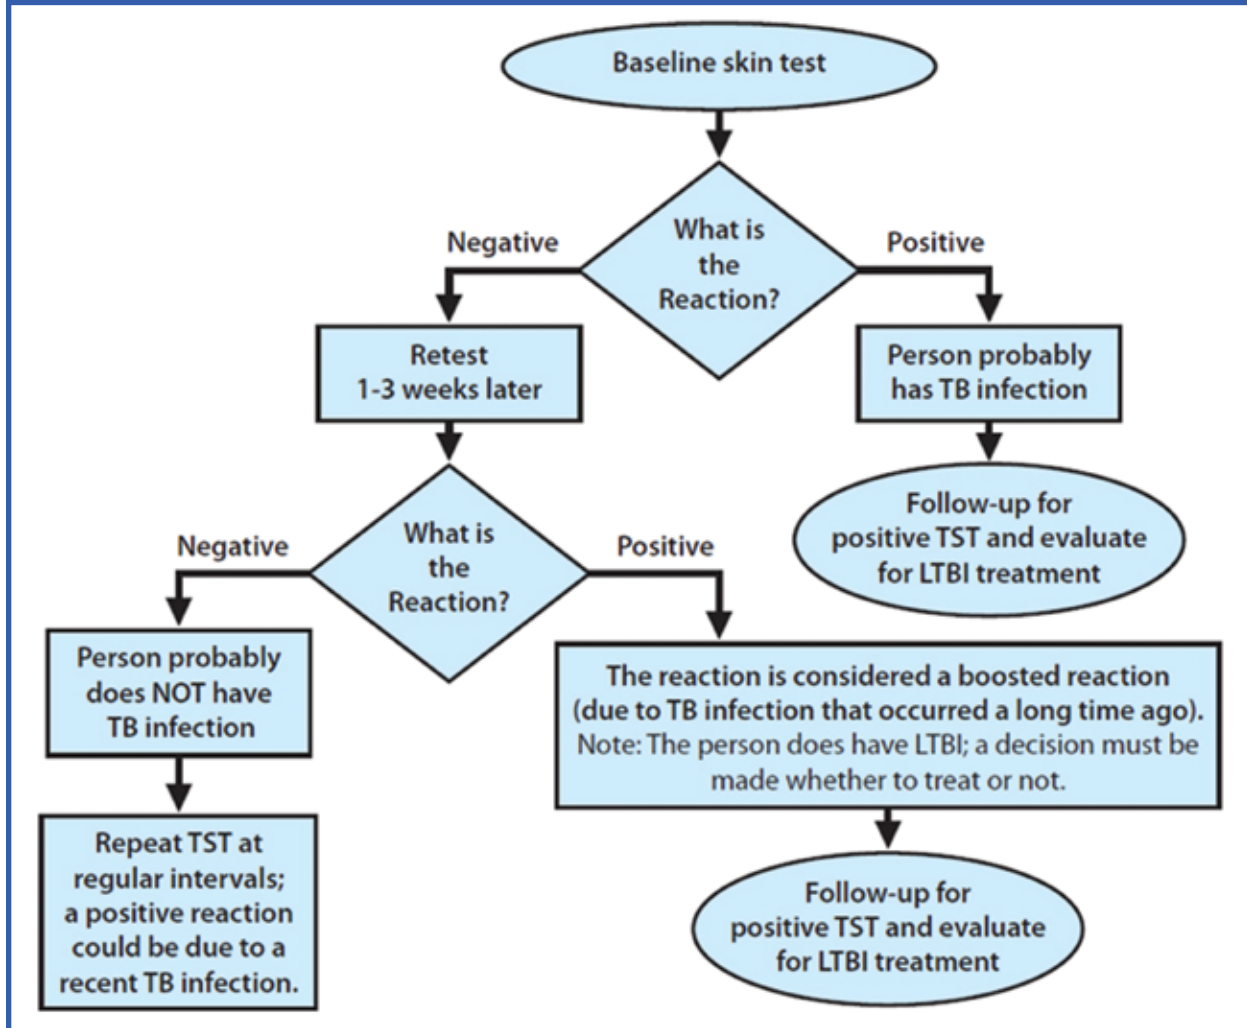 Baseline skin test
What is
the
Reaction?
Negative
Positive
Retest
1-3 weeks later
Person probably
has TB infection
Follow-up for
positive TST and evaluate
for LTBI treatment
What is
the
Reaction?
Negative
Positive
Person probably
does NOT have
TB infection
The reaction is considered a boosted reaction
(due to TB infection that occurred a long time ago).
Note: The person does have LTBI; a decision must be
made whether to treat or not.
Repeat TST at
regular intervals;
a positive reaction
could be due to a
recent TB infection.
Follow-up for
positive TST and evaluate
for LTBI treatment